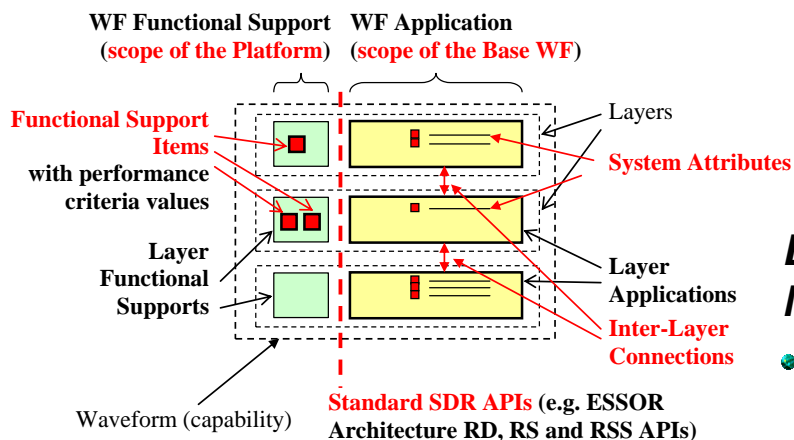 WF Functional Support
(scope of the Platform)
WF Application
(scope of the Base WF)
Functional Support
Items
with performance
criteria values
Layer
Functional
Supports
Waveform (capability)
Layers
System Attributes
Layer
Applications
Inter-Layer
Connections
Standard SDR APIs (e.g. ESSOR
Architecture RD, RS and RSS APIs)